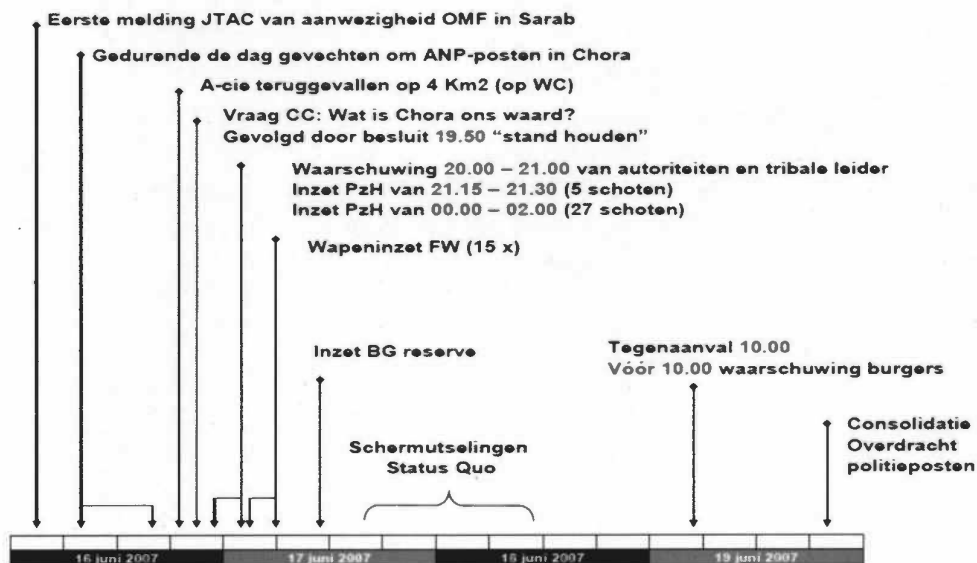 Eerste melding JTAC van aanwezigheid OMF in Sarab
Gedurende de dag gevechten om ANP-posten in Chora
A-cie teruggevallen op 4 Km2 (op WC)
Vraag CC: Wat is Chora ons waard?
Gevolgd door besluit 19.50 “stand houden”
Waarschuwing 20.00 – 21.00 van autoriteiten en tribale leider
Inzet PzH van 21.15 – 21.30 (5 schoten)
Inzet PzH van 00.00 – 02.00 (27 schoten)
Wapeninzet FW (15 x)
Inzet BG reserve
Tegenaanval 10.00
Vóór 10.00 waarschuwing burgers
Schermutselingen
Status Quo
Consolidatie
Overdracht
politieposten
16 juni 2007
17 juni 2007
18 juni 2007
19 juni 2007